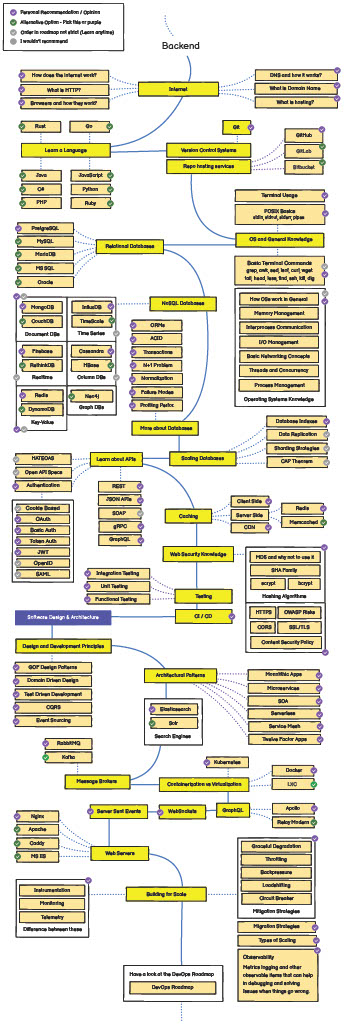 Personal Recommendation / Opinion
Alternative Option - Pick this or purple
Order in roadmap not strict (Learn anytime)
I wouldn't recommend
Backend
How does the internet work?
What is HTTP?
Browsers and how they work?
Internet
DNS and how it works?
What is Domain Name
What is hosting?
Rust
Go
Learn a Language
Java
JavaScript
C#
Python
PHP
Ruby
Git
Version Control Systems
Repo hosting services
GitHub
GitLab
Bitbucket
Terminal Usage
POSIX Basics
stdin, stdout, stderr, pipes
OS and General Knowledge
Basic Terminal Commands
grep, awk, sed, lsof, curl, wget
tail, head, less, find, ssh, kill, dig
How OSs work in General
Memory Management
Interprocess Communication
I/O Management
Basic Networking Concepts
Threads and Concurrency
Process Management
Operating Systems Knowledge
PostgreSQL
MySQL
MariaDB
MS SQL
Oracle
Relational Databases
NoSQL Databases
MongoDB
CouchDB
Document DBs
InfluxDB
TimeScale
Time Series
Firebase
RethinkDB
Realtime
Cassandra
HBase
Column DBs
Redis
DynamoDB
Key-Value
Neo4j
Graph DBs
ORMs
ACID
Transactions
N+1 Problem
Normalization
Failure Modes
Profiling Perfor.
More about Databases
Database Indexes
Data Replication
Sharding Strategies
CAP Theorem
Scaling Databases
Learn about APIs
HATEOAS
Open API Space
Authentication
Cookie Based
OAuth
Basic Auth
Token Auth
JWT
OpenID
SAML
REST
JSON APIs
SOAP
gRPC
GraphQL
Caching
Client Side
Server Side
CDN
Redis
Memcached
Web Security Knowledge
MD5 and why not to use it
SHA Family
scrypt
bcrypt
Hashing Algorithms
HTTPS
OWASP Risks
CORS
SSL/TLS
Content Security Policy
Integration Testing
Unit Testing
Functional Testing
Testing
CI / CD
Software Design & Architecture
Design and Development Principles
GOF Design Patterns
Domain Driven Design
Test Driven Development
CQRS
Event Sourcing
Architectural Patterns
Monolithic Apps
Microservices
SOA
Serverless
Service Mesh
Twelve Factor Apps
Elasticsearch
Solr
Search Engines
RabbitMQ
Kafka
Message Brokers
Kubernetes
Containerization vs Virtualization
Docker
LXC
GraphQL
Apollo
Relay Modern
WebSockets
Server Sent Events
Nginx
Apache
Caddy
MS IIS
Web Servers
Instrumentation
Monitoring
Telemetry
Difference between these
Building for Scale
Graceful Degradation
Throttling
Backpressure
Loadshifting
Circuit Breaker
Mitigation Strategies
Migration Strategies
Types of Scaling
Observability
Metrics logging and other
observable items that can help
in debugging and solving
issues when things go wrong.
Have a look at the DevOps Roadmap
DevOps Roadmap